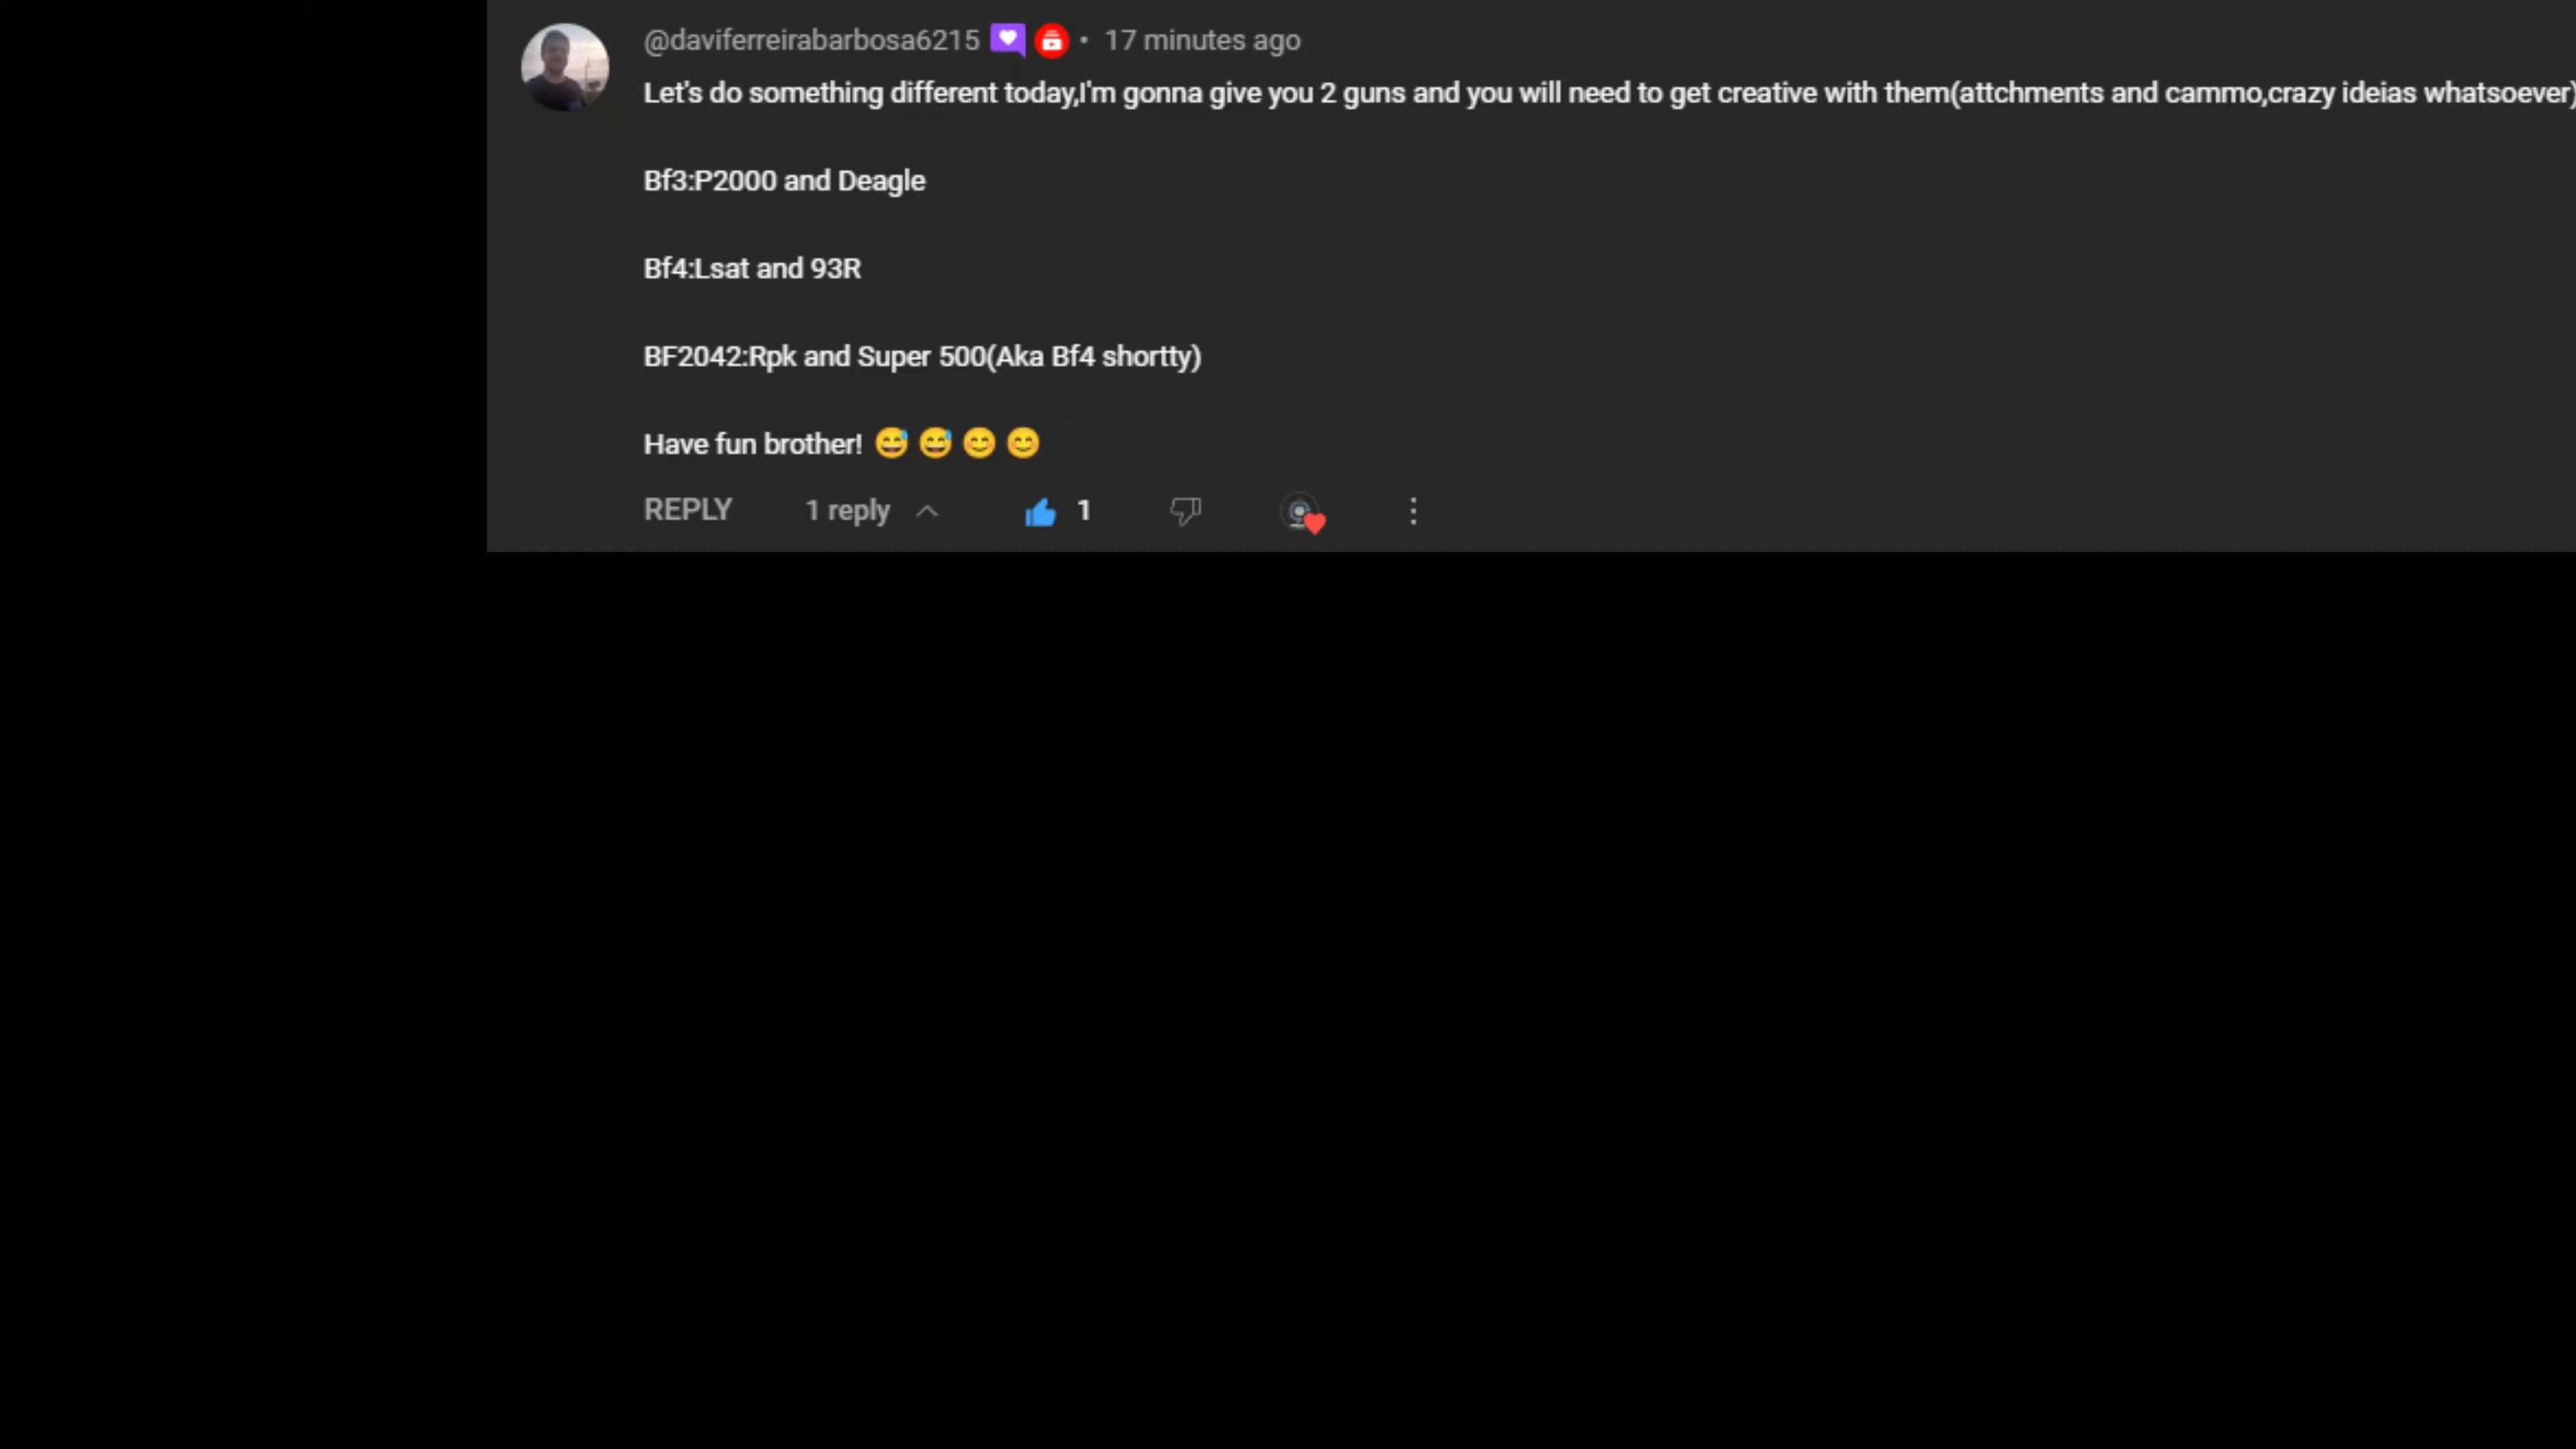 @daviferreirabarbosa6215 • 17 minutes ago
Let's do something different today,I'm gonna give you 2 guns and you will need to get creative with them(attchments and cammo,crazy ideias whatsoever)
Bf3:P2000 and Deagle
Bf4:Lsat and 93R
BF2042:Rpk and Super 500(Aka Bf4 shortty)
Have fun brother! 😅 😅 😊 😊
REPLY 1 reply 1